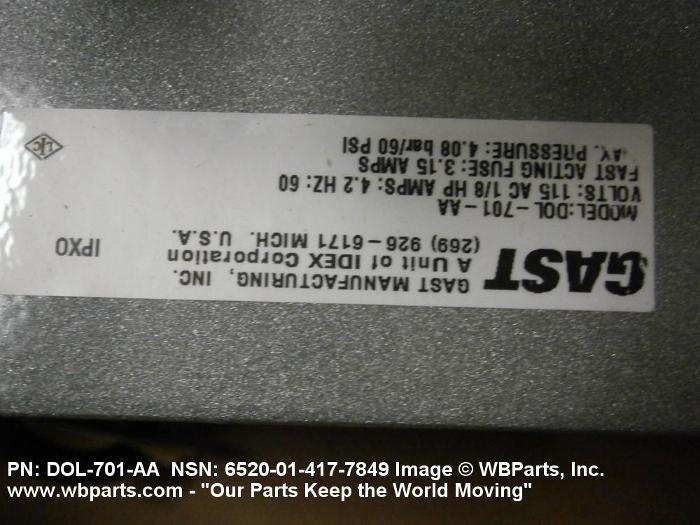 GAST
GAST MANUFACTURING, INC.
A Unit of IDEX Corporation
(269) 926-6171 MICH. U.S.A.
IPX0
MODEL:DOL-701-AA
VOLTS: 115 AC 1/8 HP AMPS: 4.2 HZ: 60
FAST ACTING FUSE: 3.15 AMPS
PRESSURE: 4.08 bar/60 PSI
PN: DOL-701-AA NSN: 6520-01-417-7849 Image © WBParts, Inc.
www.wbparts.com - "Our Parts Keep the World Moving"